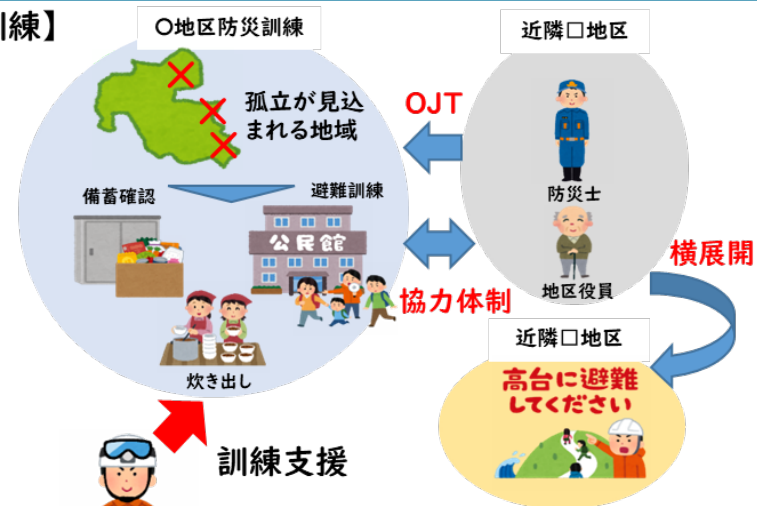 訓練】
〇地区防災訓練
孤立が見込
まれる地域
備蓄確認
避難訓練
公民館
炊き出し
訓練支援
OJT
協力体制
近隣□地区
防災士
地区役員
横展開
近隣□地区
高台に避難
してください